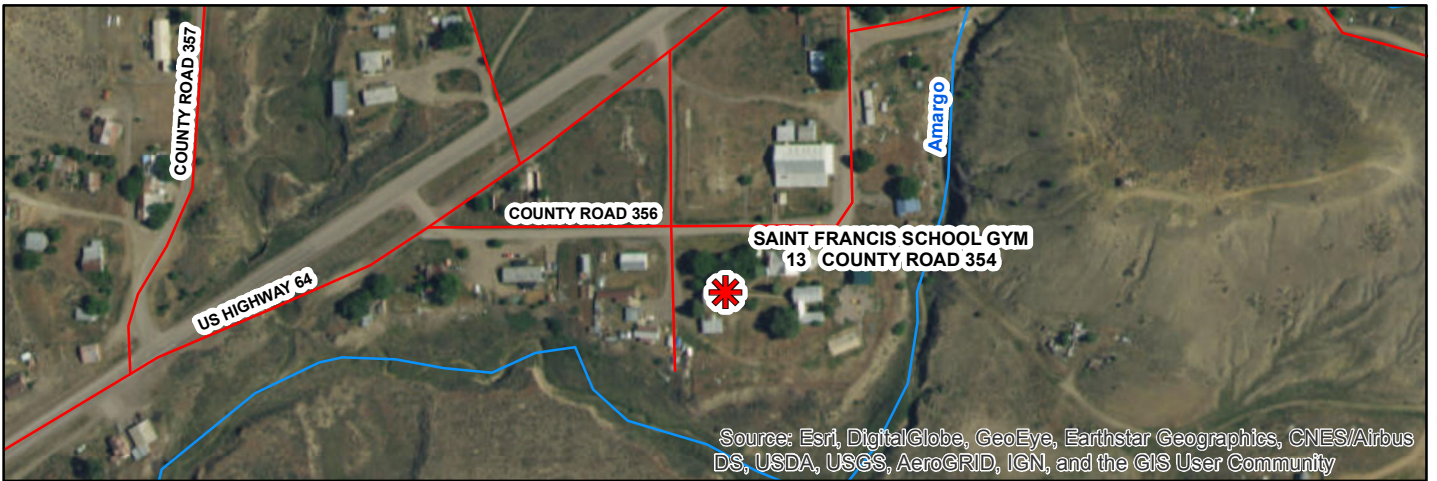 COUNTY ROAD 357
Amargo
COUNTY ROAD 356
SAINT FRANCIS SCHOOL GYM
13 COUNTY ROAD 354
US HIGHWAY 64
Source: Esri, DigitalGlobe, GeoEye, Earthstar Geographics, CNES/Airbus
DS, USDA, USGS, AeroGRID, IGN, and the GIS User Community